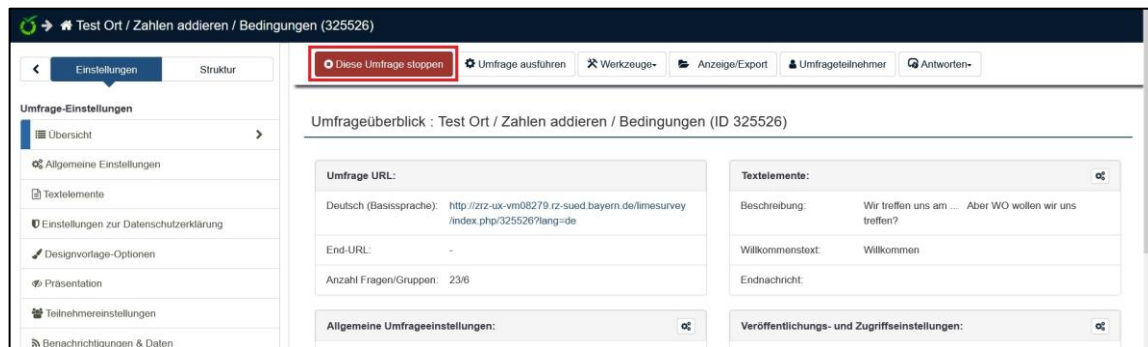 Test Ort / Zahlen addieren / Bedingungen (325526)
Einstellungen Struktur
Diese Umfrage stoppen Umfrage ausführen Werkzeuge Anzeige/Export Umfrageteilnehmer Antworten
Umfrage-Einstellungen
Übersicht
Allgemeine Einstellungen
Textelemente
Einstellungen zur Datenschutzerklärung
Designvorlage-Optionen
Präsentation
Teilnehmereinstellungen
Benachrichtigungen & Daten
Umfrageüberblick : Test Ort / Zahlen addieren / Bedingungen (ID 325526)
Umfrage URL:
Deutsch (Basissprache): http://zrz-ux-vm08279.rz-sued.bayern.de/limesurvey
/index.php/325526?lang=de
End-URL: -
Anzahl Fragen/Gruppen: 23/6
Textelemente:
Beschreibung: Wir treffen uns am ... Aber WO wollen wir uns
treffen?
Willkommenstext: Willkommen
Endnachricht:
Allgemeine Umfrageeinstellungen:
Veröffentlichungs- und Zugriffseinstellungen: